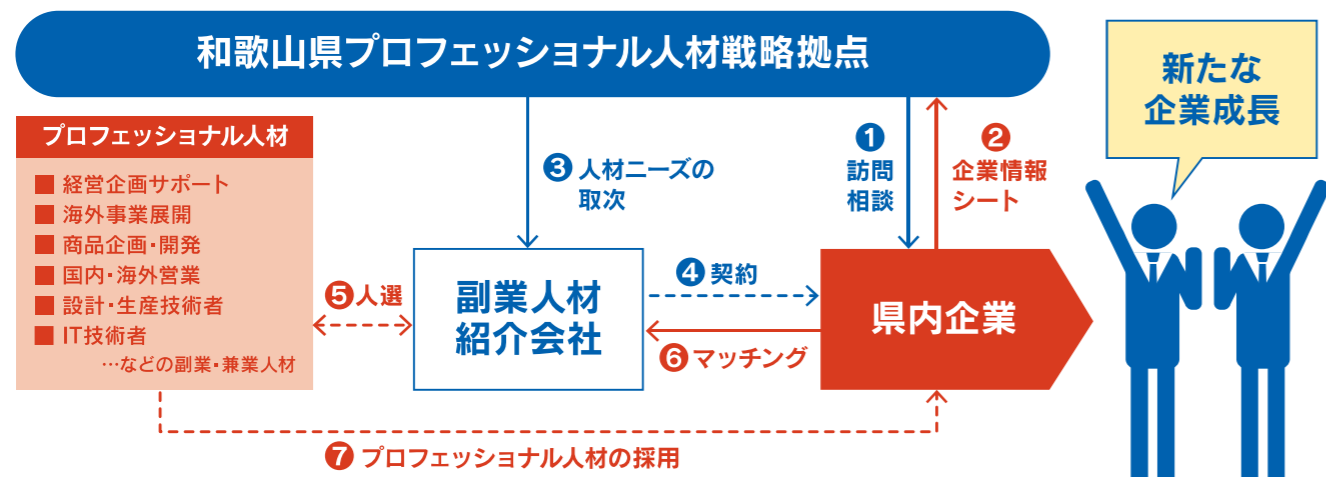 和歌山県プロフェッショナル人材戦略拠点
新たな
企業成長
プロフェッショナル人材
■ 経営企画サポート
■ 海外事業展開
■ 商品企画・開発
■ 国内・海外営業
■ 設計・生産技術者
■ IT技術者
…などの副業・兼業人材
❶
訪問
相談
❷
企業情報
シート
❸人材ニーズの
取次
❹契約
❺人選
副業人材
紹介会社
県内企業
❻マッチング
❼プロフェッショナル人材の採用